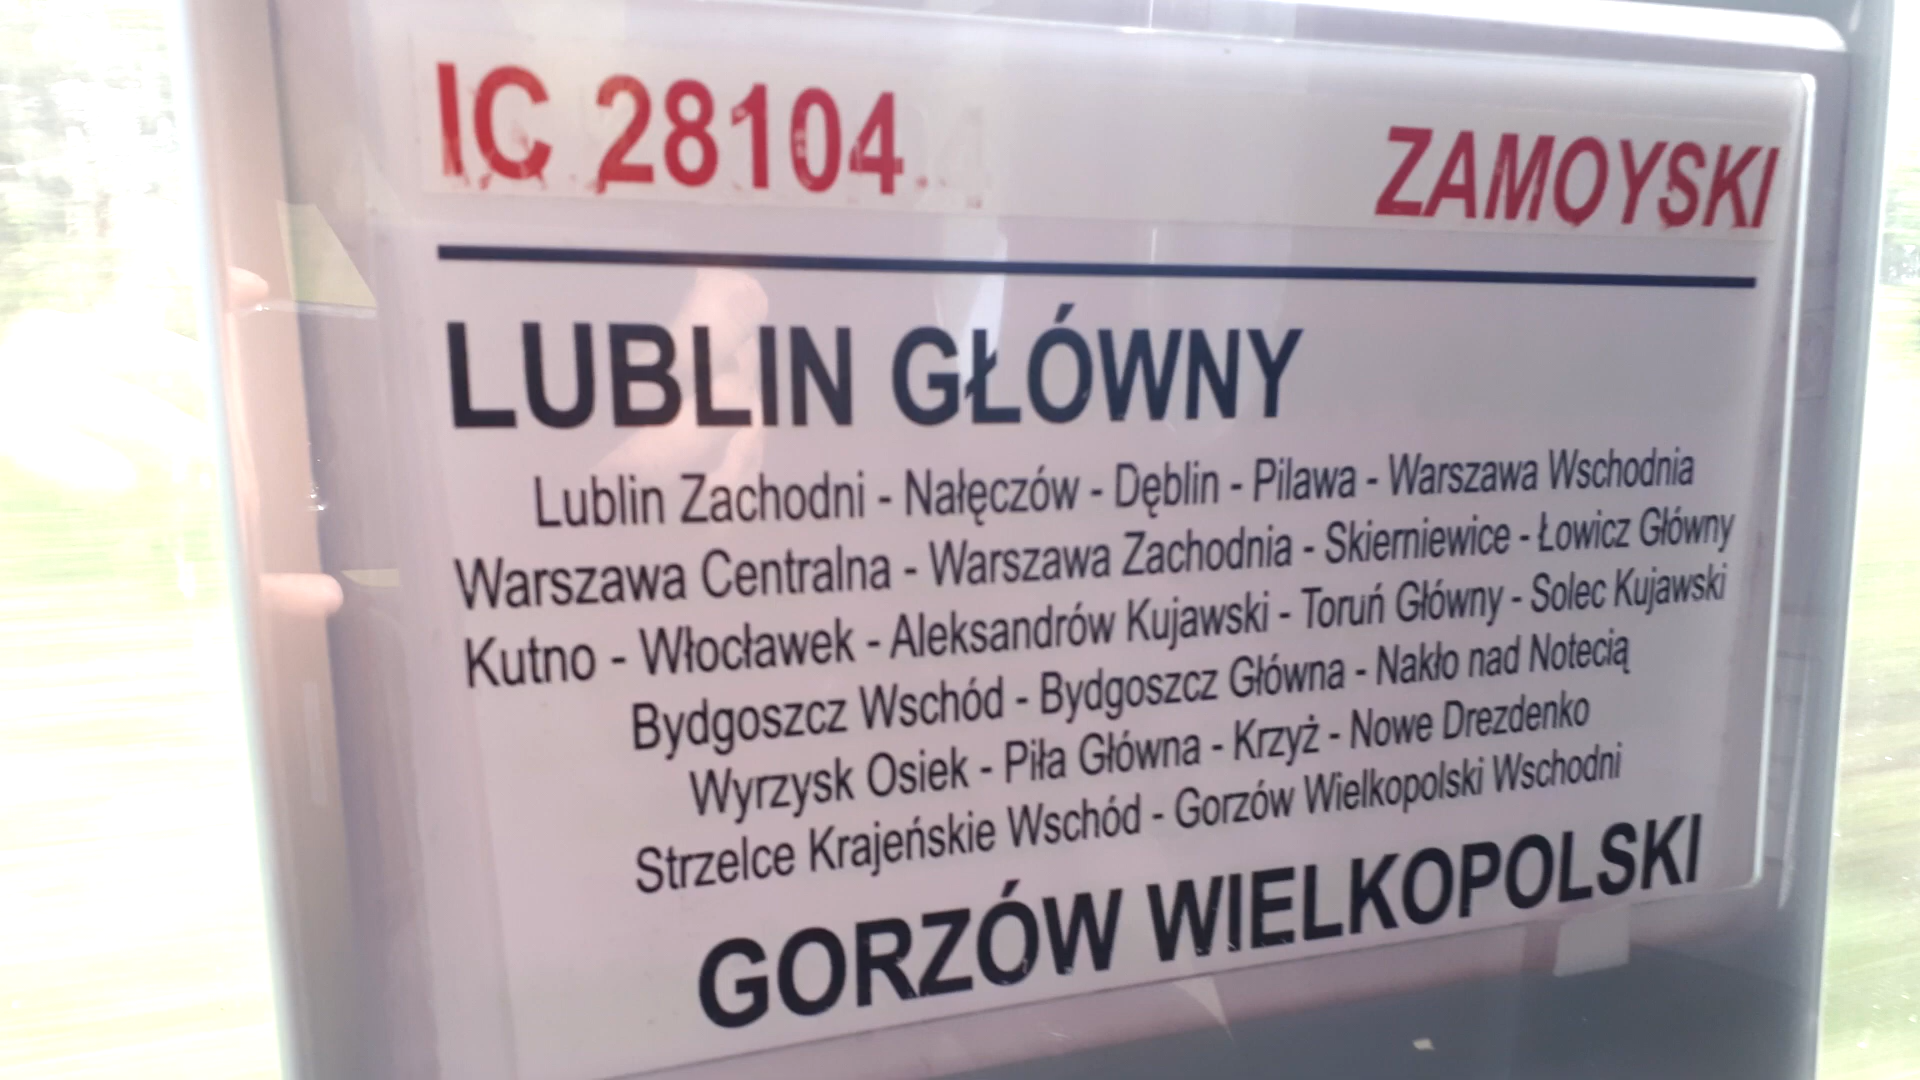 IC 28104
ZAMOYSKI
LUBLIN GŁÓWNY
Lublin Zachodni - Nałęczów - Dęblin - Pilawa - Warszawa Wschodnia
Warszawa Centralna - Warszawa Zachodnia - Skierniewice - Łowicz Główny
Kutno - Włocławek - Aleksandrów Kujawski - Toruń Główny - Solec Kujawski
Bydgoszcz Wschód - Bydgoszcz Główna - Nakło nad Notecią
Wyrzysk Osiek - Piła Główna - Krzyż - Nowe Drezdenko
Strzelce Krajeńskie Wschód - Gorzów Wielkopolski Wschodni
GORZÓW WIELKOPOLSKI